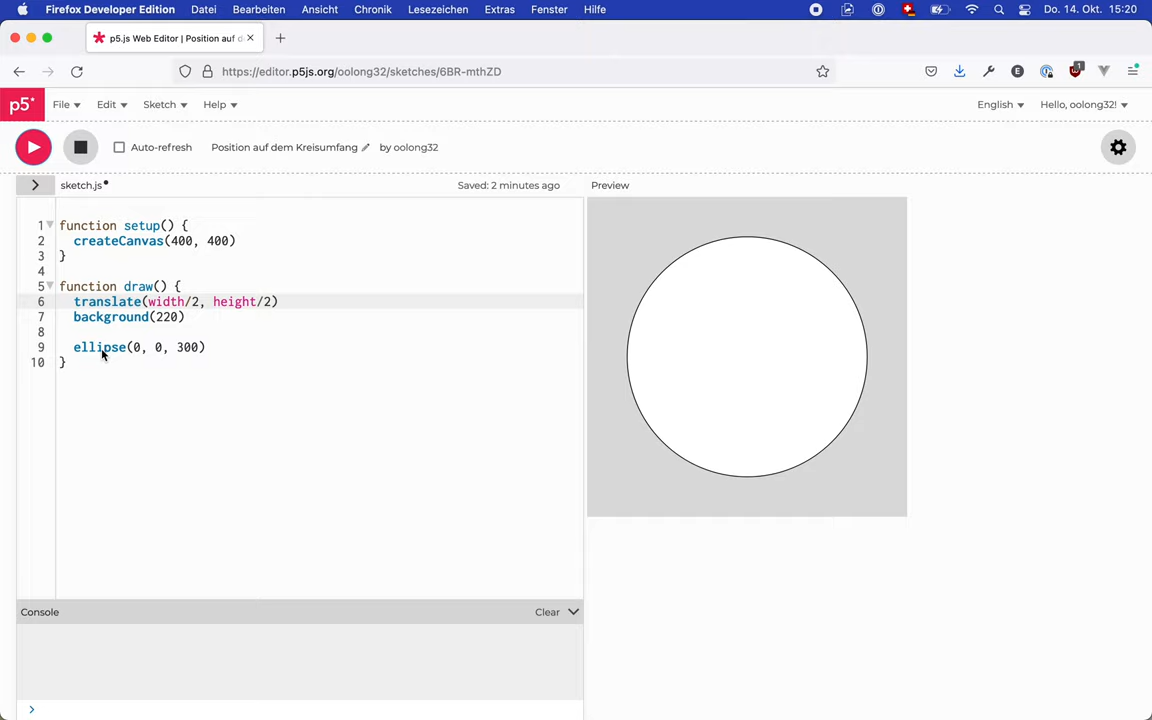 Firefox Developer Edition Datei Bearbeiten Ansicht Chronik Lesezeichen Extras Fenster Hilfe Do. 14. Okt. 15:20
p5.js Web Editor | Position auf d
https://editor.p5js.org/oolong32/sketches/6BR-mthZD
1
p5* File Edit Sketch Help English Hello, oolong32!
Auto-refresh Position auf dem Kreisumfang by oolong32
sketch.js Saved: 2 minutes ago Preview
1 function setup() {
2 createCanvas(400, 400)
3 }
4
5 function draw() {
6 translate(width/2, height/2)
7 background(220)
8
9 ellipse(0, 0, 300)
10 }
Console Clear
>